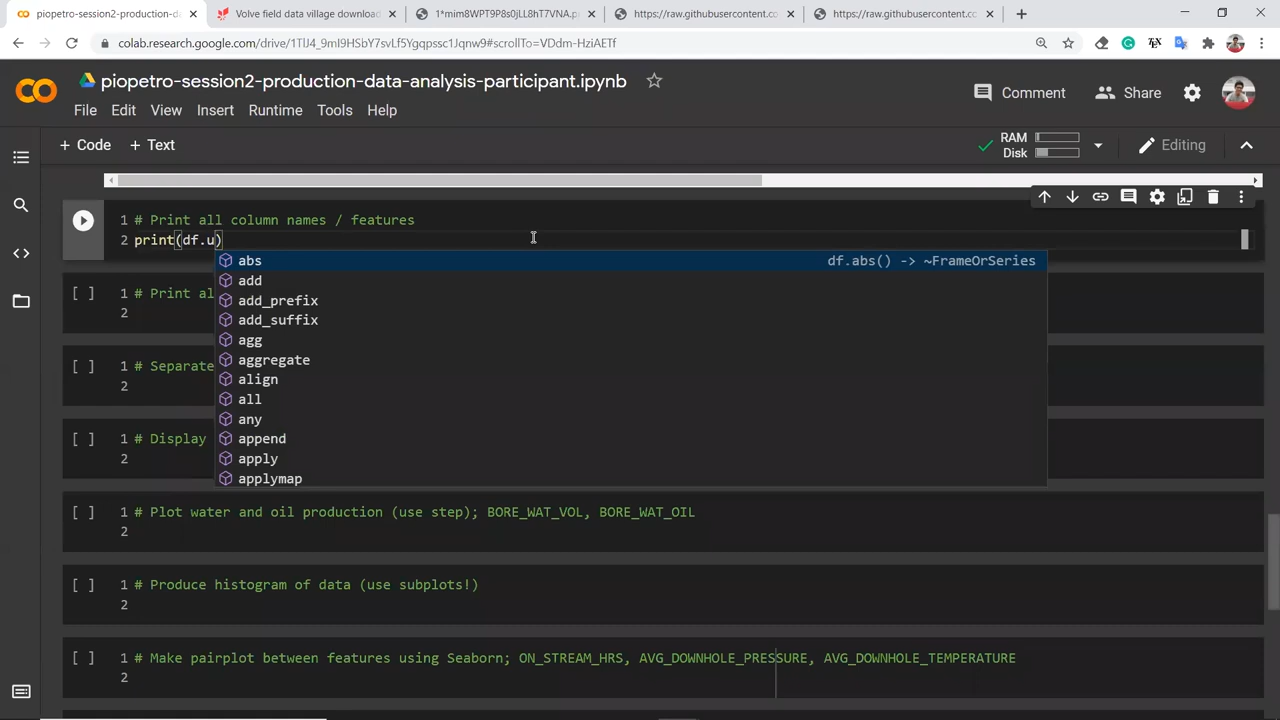 piopetro-session2-production-d
Volve field data village download
1*mim8WPT9P8s0jLL8hT7VNA.p
https://raw.githubusercontent.co
https://raw.githubusercontent.cc
colab.research.google.com/drive/1TlJ4_9mI9HSbY7svLf5Ygqpssc1Jqnw9#scrollTo=VDdm-HziAETf
piopetro-session2-production-data-analysis-participant.ipynb
Comment
Share
File Edit View Insert Runtime Tools Help
+ Code + Text
RAM
Disk
Editing
1 # Print all column names / features
2 print(df.u)
abs df.abs() -> ~FrameOrSeries
add
[ ] 1 # Print al
add_prefix
2
add_suffix
agg
[ ] 1 # Separate
aggregate
2
align
all
any
[ ] 1 # Display
append
2
apply
applymap
[ ] 1 # Plot water and oil production (use step); BORE_WAT_VOL, BORE_WAT_OIL
2
[ ] 1 # Produce histogram of data (use subplots!)
2
[ ] 1 # Make pairplot between features using Seaborn; ON_STREAM_HRS, AVG_DOWNHOLE_PRESSURE, AVG_DOWNHOLE_TEMPERATURE
2